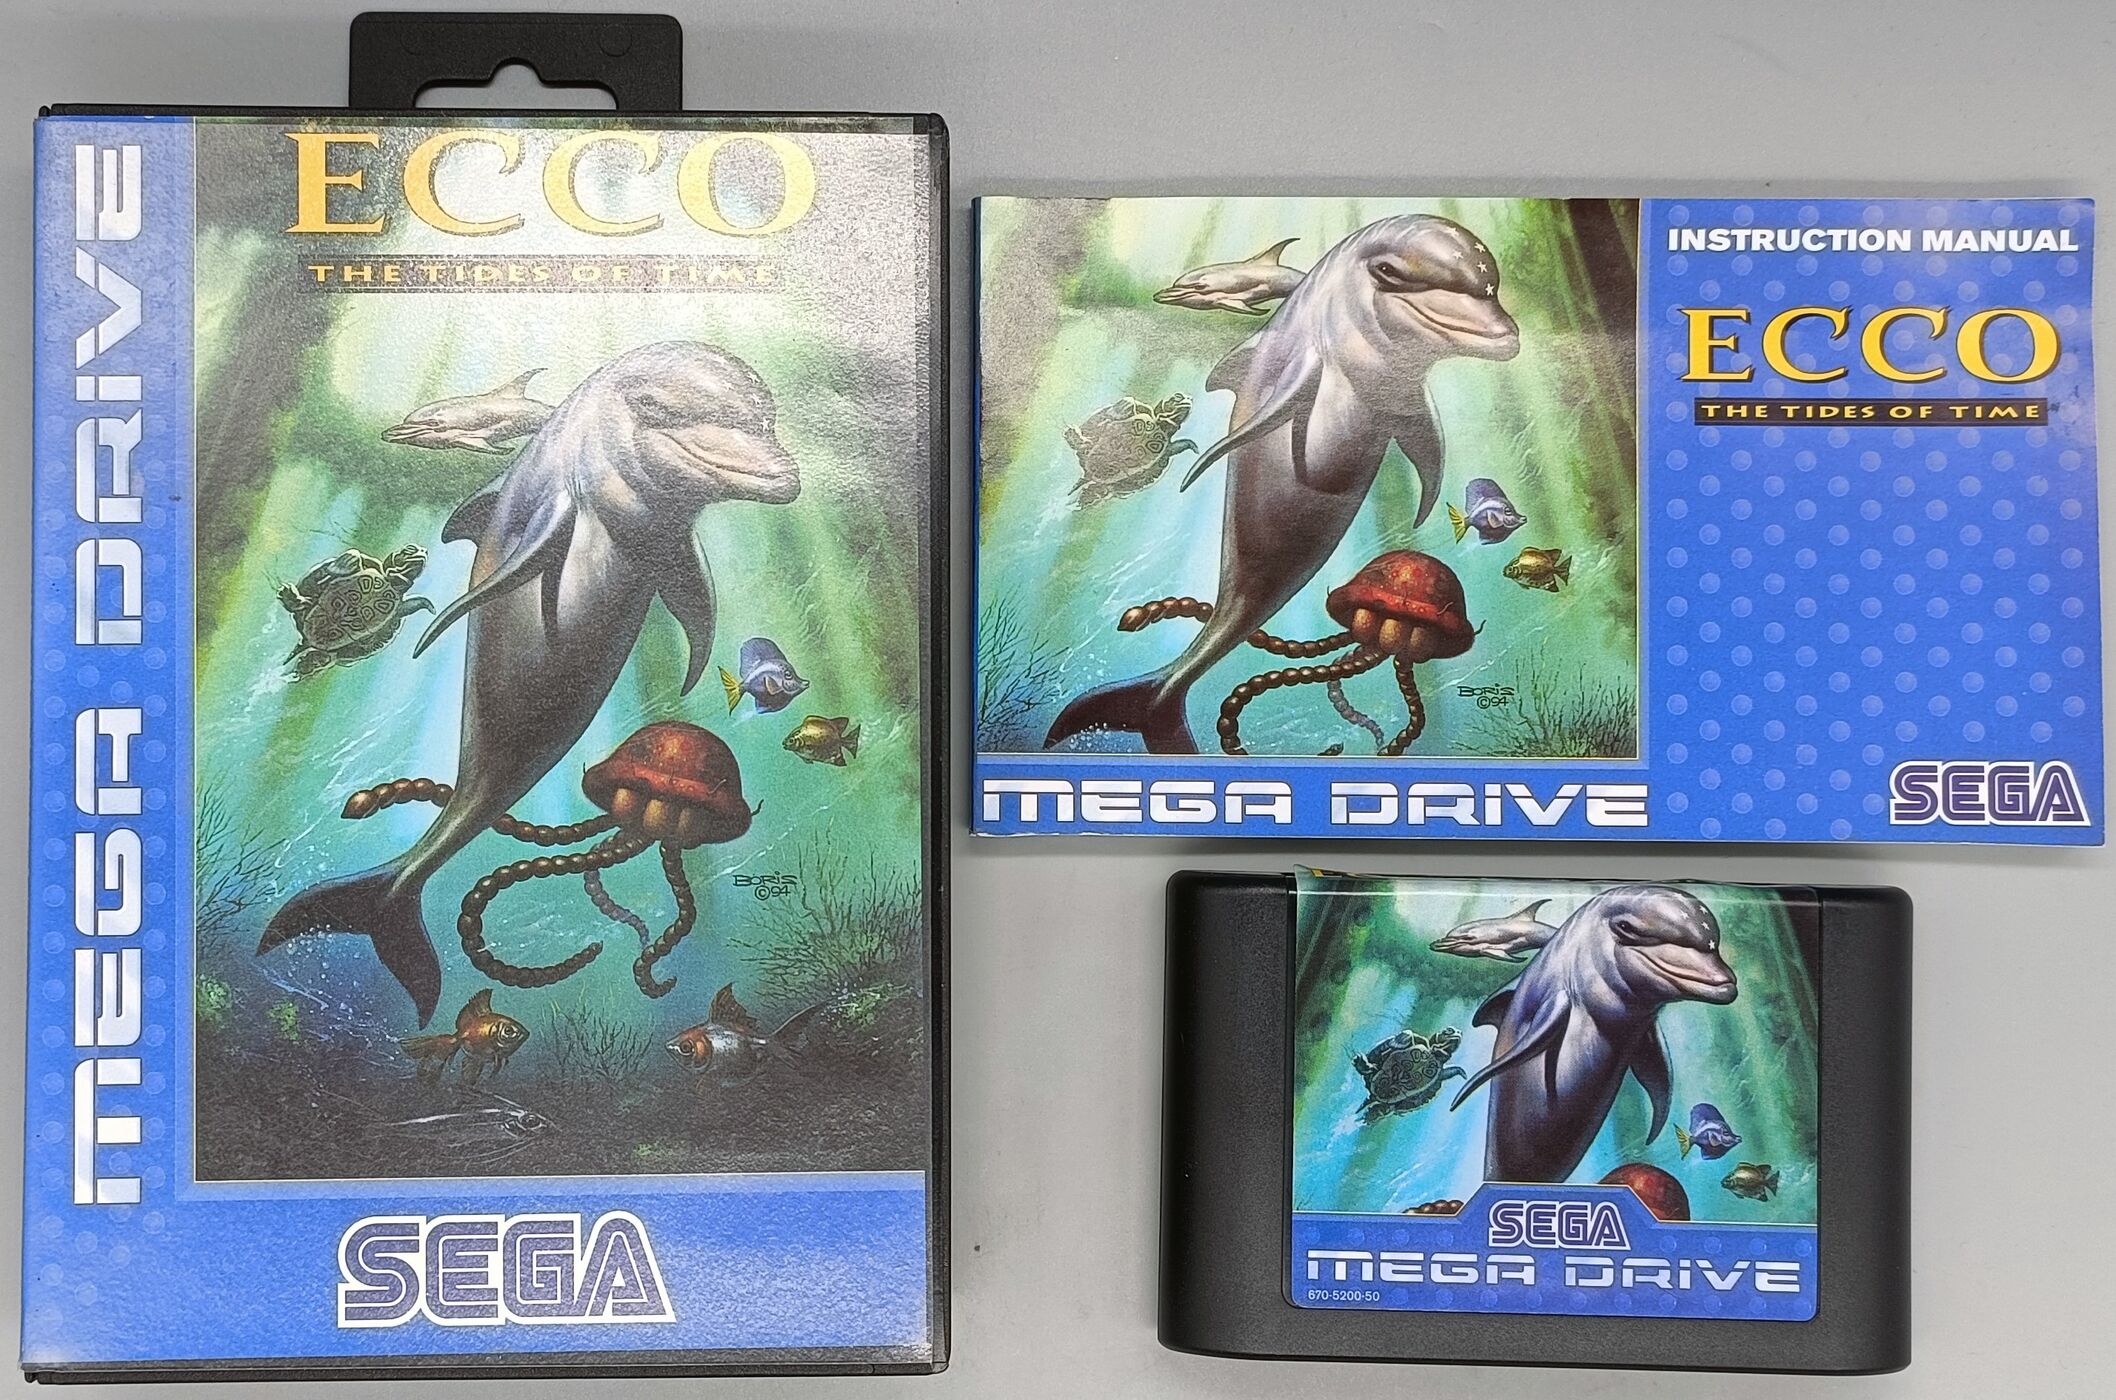 ECCO
THE TIDES OF TIME
MEGA DRIVE
BORIS
©94
SEGA
INSTRUCTION MANUAL
ECCO
THE TIDES OF TIME
BORIS
©94
MEGA DRIVE
SEGA
SEGA
MEGA DRIVE
670-5200-50